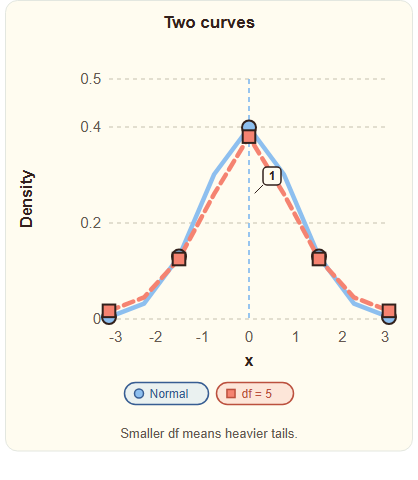 Two curves
0.5
0.4
0.2
0
Density
1
-3 -2 -1 0 1 2 3
x
Normal df = 5
Smaller df means heavier tails.